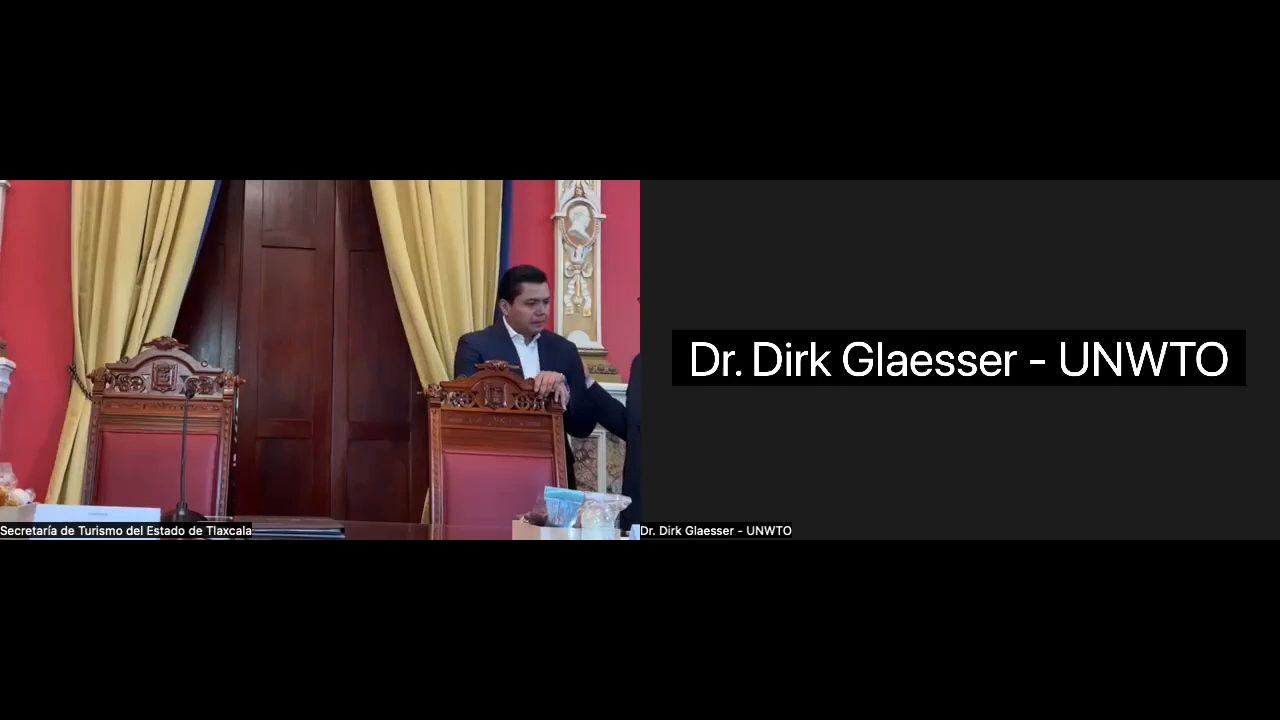 Dr. Dirk Glaesser - UNWTO
Secretaría de Turismo del Estado de Tlaxcala
Dr. Dirk Glaesser - UNWTO